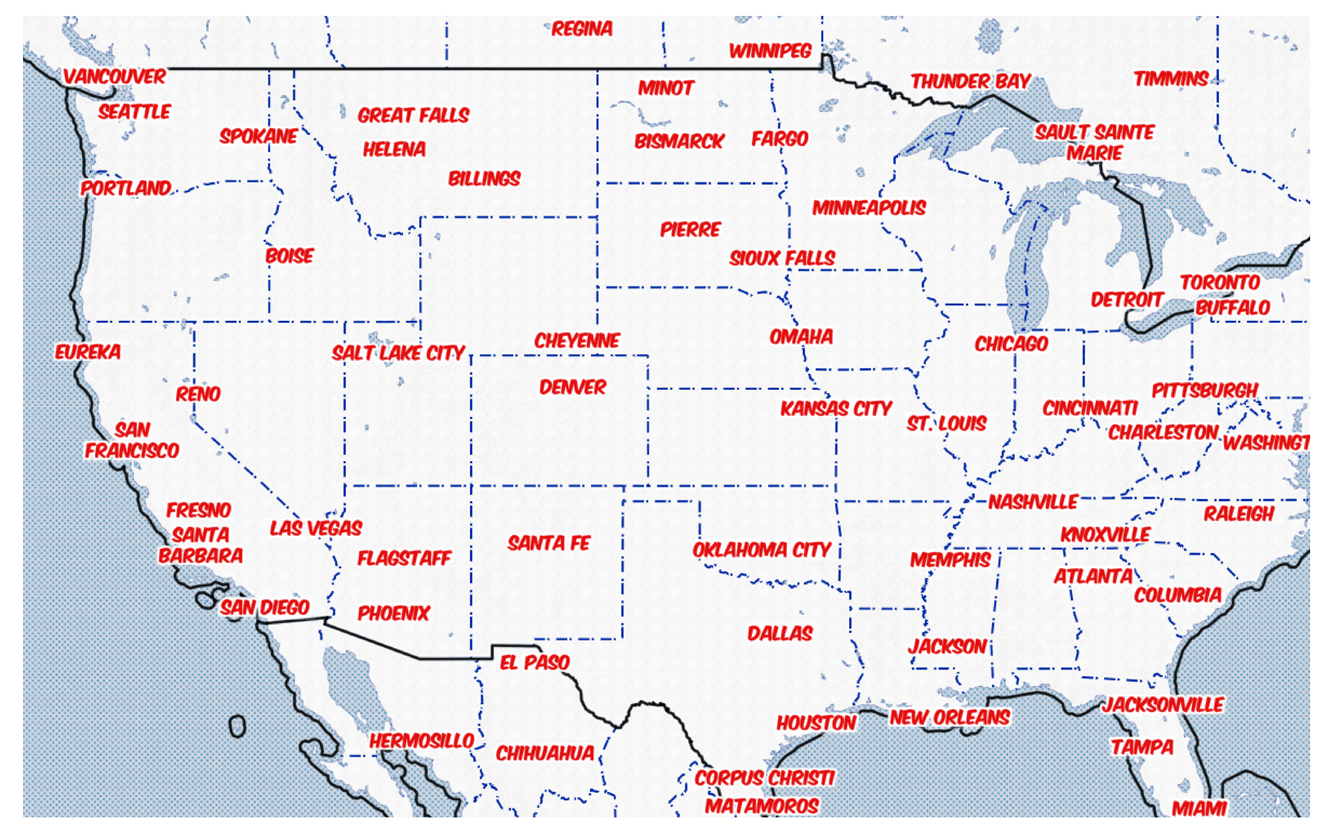 REGINA
WINNIPEG
VANCOUVER
THUNDER BAY
TIMMINS
MINOT
SEATTLE
GREAT FALLS
SPOKANE
HELENA
BISMARCK
FARGO
SAULT SAINTE
MARIE
BILLINGS
PORTLAND
MINNEAPOLIS
PIERRE
BOISE
SIOUX FALLS
TORONTO
DETROIT
BUFFALO
OMAHA
CHEYENNE
CHICAGO
EUREKA
SALT LAKE CITY
DENVER
RENO
PITTSBURGH
KANSAS CITY
CINCINNATI
ST. LOUIS
SAN
FRANCISCO
CHARLESTON
WASHINGT
NASHVILLE
FRESNO
RALEIGH
LAS VEGAS
SANTA
BARBARA
KNOXVILLE
SANTA FE
OKLAHOMA CITY
FLAGSTAFF
MEMPHIS
ATLANTA
COLUMBIA
SAN DIEGO
PHOENIX
DALLAS
JACKSON
EL PASO
JACKSONVILLE
NEW ORLEANS
HOUSTON
HERMOSILLO
TAMPA
CHIHUAHUA
CORPUS CHRISTI
MATAMOROS
MIAMI